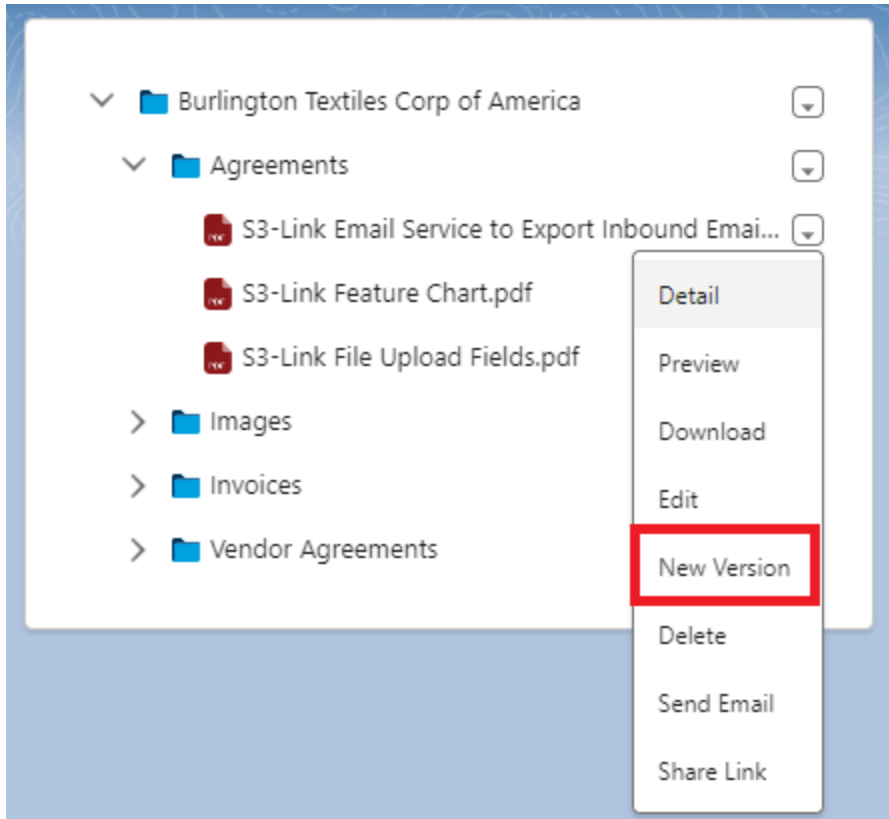 Burlington Textiles Corp of America
Agreements
S3-Link Email Service to Export Inbound Emai...
S3-Link Feature Chart.pdf
S3-Link File Upload Fields.pdf
Images
Invoices
Vendor Agreements
Detail
Preview
Download
Edit
New Version
Delete
Send Email
Share Link